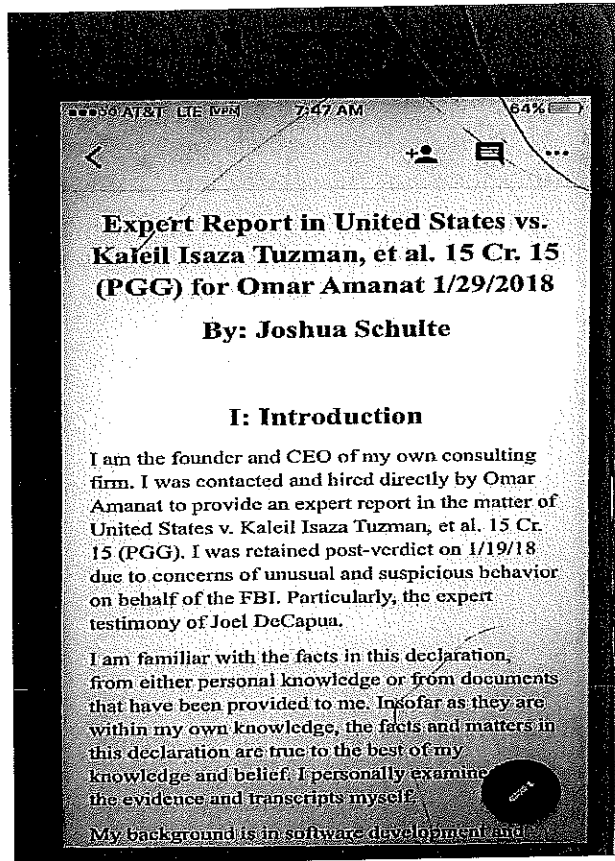 AT&T LTE VPN 7:47 AM 64%
Expert Report in United States vs.
Kaleil Isaza Tuzman, et al. 15 Cr. 15
(PGG) for Omar Amanat 1/29/2018
By: Joshua Schulte
I: Introduction
I am the founder and CEO of my own consulting
firm. I was contacted and hired directly by Omar
Amanat to provide an expert report in the matter of
United States v. Kaleil Isaza Tuzman, et al. 15 Cr.
15 (PGG). I was retained post-verdict on 1/19/18
due to concerns of unusual and suspicious behavior
on behalf of the FBI. Particularly, the expert
testimony of Joel DeCapua.
I am familiar with the facts in this declaration,
from either personal knowledge or from documents
that have been provided to me. Insofar as they are
within my own knowledge, the facts and matters in
this declaration are true to the best of my
knowledge and belief. I personally examine
the evidence and transcripts myself.
My background is in software development and